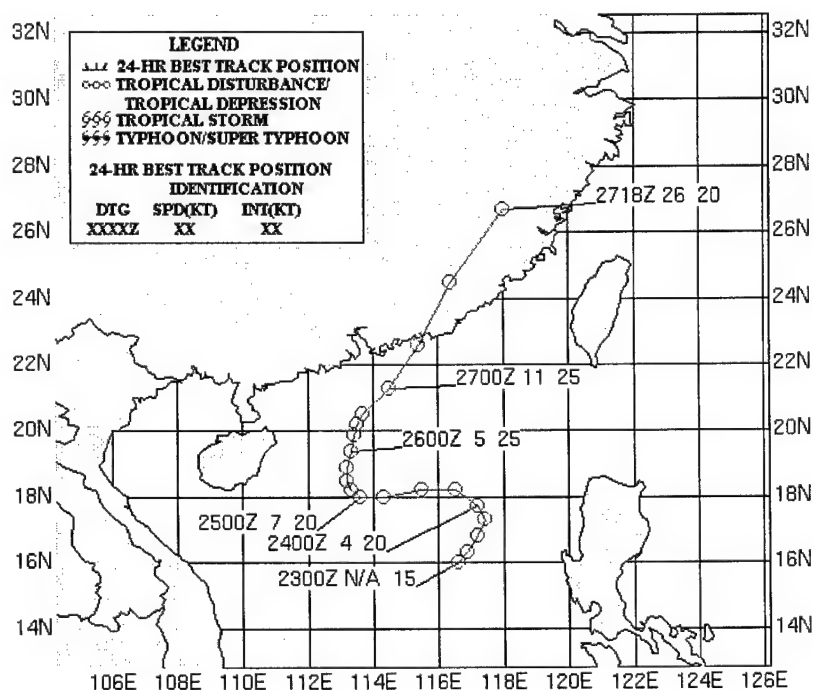 LEGEND
24-HR BEST TRACK POSITION
TROPICAL DISTURBANCE/
TROPICAL DEPRESSION
TROPICAL STORM
TYPHOON/SUPER TYPHOON
24-HR BEST TRACK POSITION
IDENTIFICATION
DTG SPD(KT) INT(KT)
XXXXZ XX XX
32N 32N
30N 30N
28N 28N
2718Z 26 20
26N 26N
24N 24N
22N 22N
2700Z 11 25
20N 20N
2600Z 5 25
18N 18N
2500Z 7 20
2400Z 4 20
16N 16N
2300Z N/A 15
14N 14N
106E 108E 110E 112E 114E 116E 118E 120E 122E 124E 126E